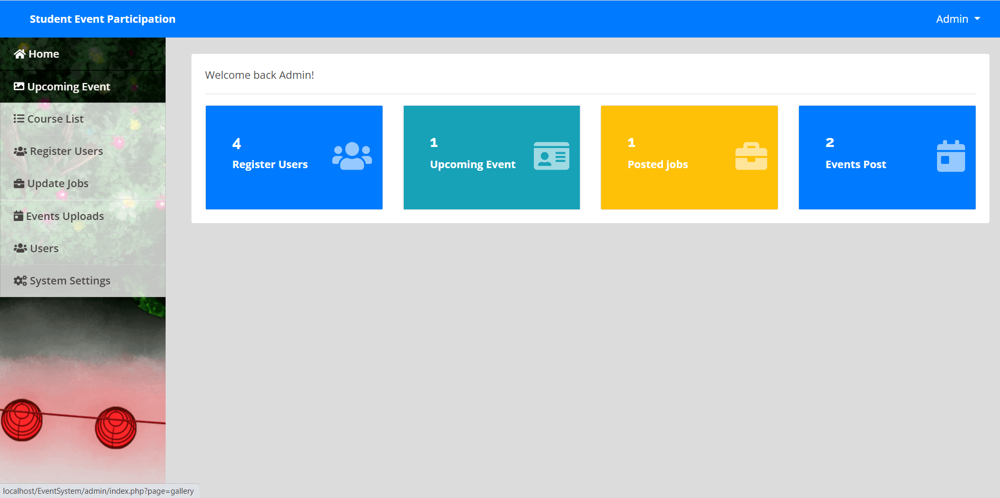 Student Event Participation
Admin
Home
Upcoming Event
Course List
Register Users
Update Jobs
Events Uploads
Users
System Settings
Welcome back Admin!
4
Register Users
1
Upcoming Event
1
Posted jobs
2
Events Post
localhost/EventSystem/admin/index.php?page=gallery